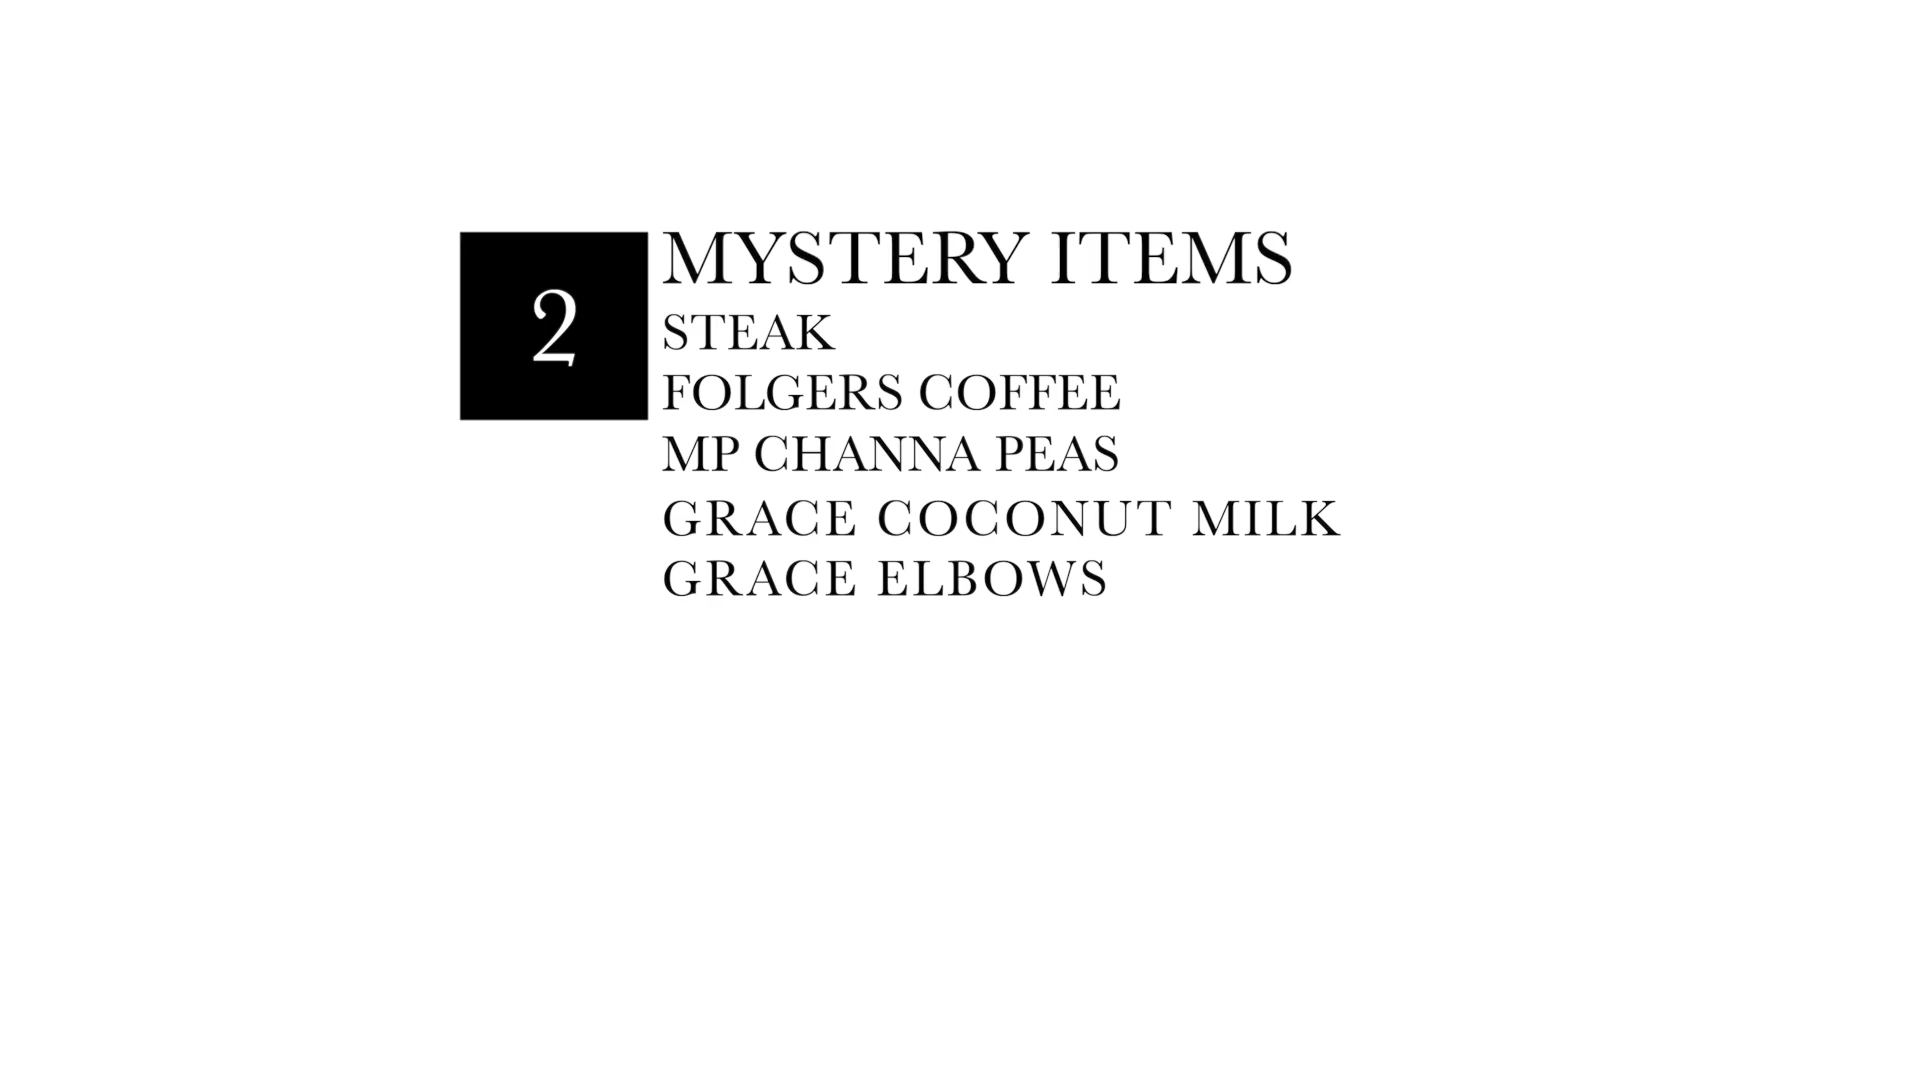 2
MYSTERY ITEMS
STEAK
FOLGERS COFFEE
MP CHANNA PEAS
GRACE COCONUT MILK
GRACE ELBOWS